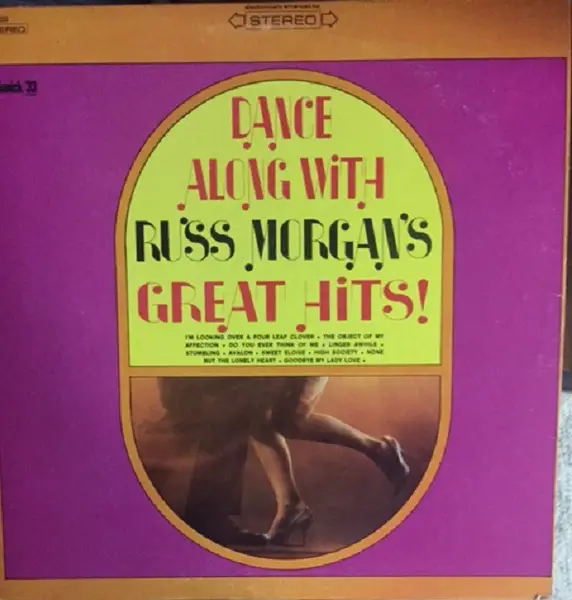 STEREO
DANCE
ALONG WITH
RUSS MORGAN'S
GREAT HITS!
I'M LOOKING OVER A FOUR LEAF CLOVER • THE OBJECT OF MY
AFFECTION • DO YOU EVER THINK OF ME • LINGER AWHILE •
STUMBLING • AVALON • SWEET ELOISE • HIGH SOCIETY • NONE
BUT THE LONELY HEART • GOODBYE MY LADY LOVE •